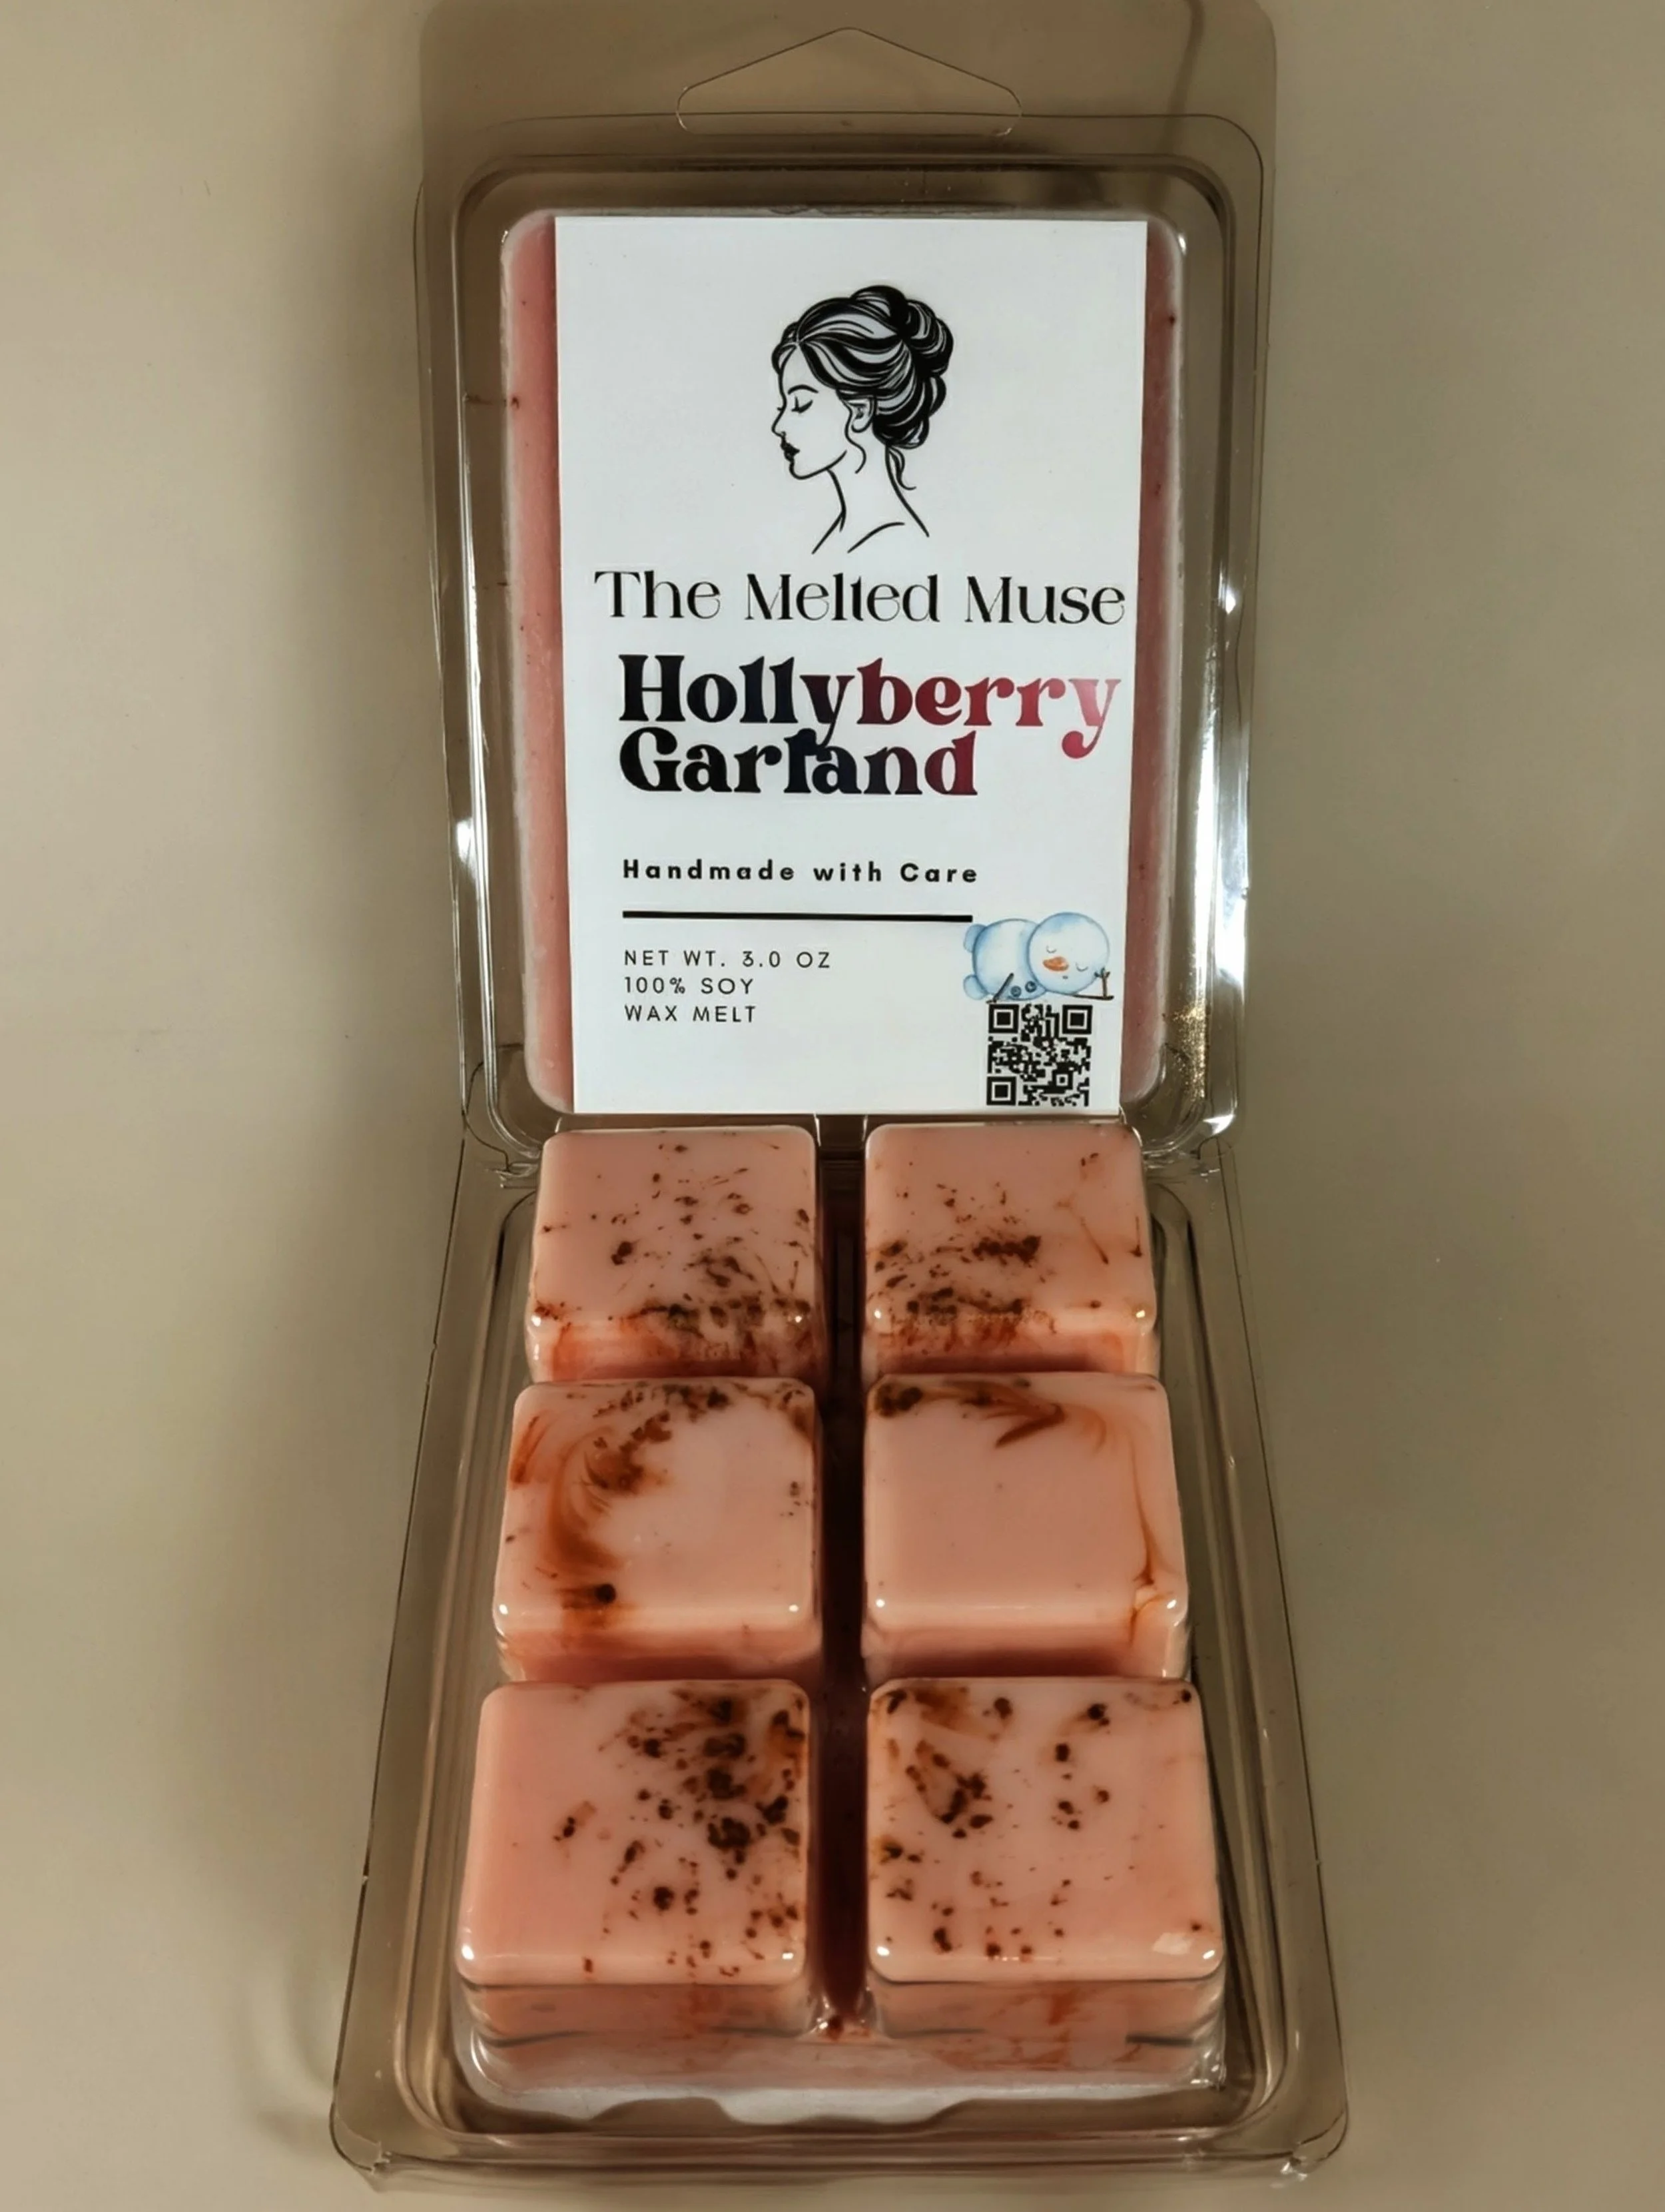 The Melted Muse
Hollyberry
Garland
Handmade with Care
NET WT. 3.0 OZ
100% SOY
WAX MELT